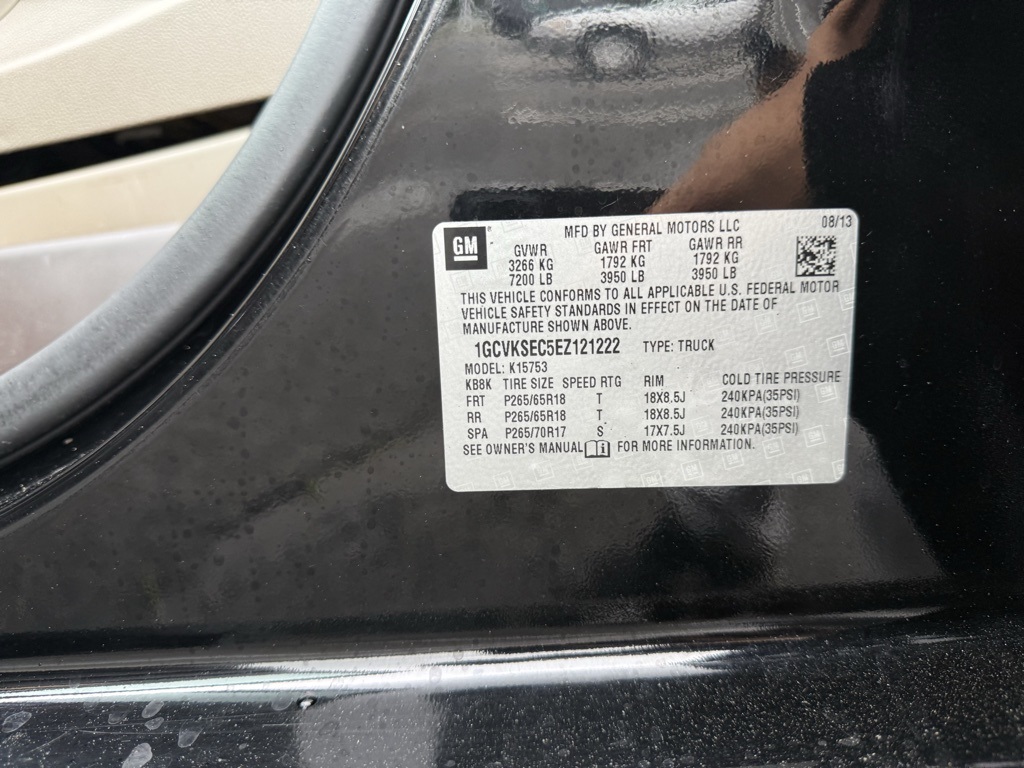 MFD BY GENERAL MOTORS LLC 08/13
GM
GVWR GAWR FRT GAWR RR
3266 KG 1792 KG 1792 KG
7200 LB 3950 LB 3950 LB
THIS VEHICLE CONFORMS TO ALL APPLICABLE U.S. FEDERAL MOTOR
VEHICLE SAFETY STANDARDS IN EFFECT ON THE DATE OF
MANUFACTURE SHOWN ABOVE.
1GCVKSEC5EZ121222 TYPE: TRUCK
MODEL: K15753
KB8K TIRE SIZE SPEED RTG RIM COLD TIRE PRESSURE
FRT P265/65R18 T 18X8.5J 240KPA(35PSI)
RR P265/65R18 T 18X8.5J 240KPA(35PSI)
SPA P265/70R17 S 17X7.5J 240KPA(35PSI)
SEE OWNER'S MANUAL FOR MORE INFORMATION.